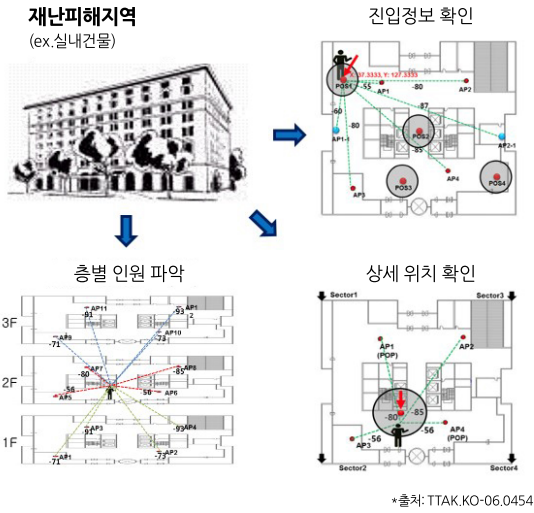 재난피해지역
(ex.실내건물)
진입정보 확인
X: 37.3333, Y: 127.3333
POS1
-55
AP1
-80
AP2
-60
-80
-87
AP1-1
POS2
AP2-1
-85
AP3
POS3
AP4
POS4
층별 인원 파악
3F
AP11
-91
-93
AP1
2
AP9
-71
AP10
-73
2F
AP7
-80
-85
AP8
-56
AP5
-56
AP6
1F
AP3
-91
-93
AP4
AP1
-71
AP2
-73
상세 위치 확인
Sector1
Sector3
AP1
(POP)
AP2
-80
-85
-56
-56
AP3
AP4
(POP)
Sector2
Sector4
*출처: TTAK.KO-06.0454